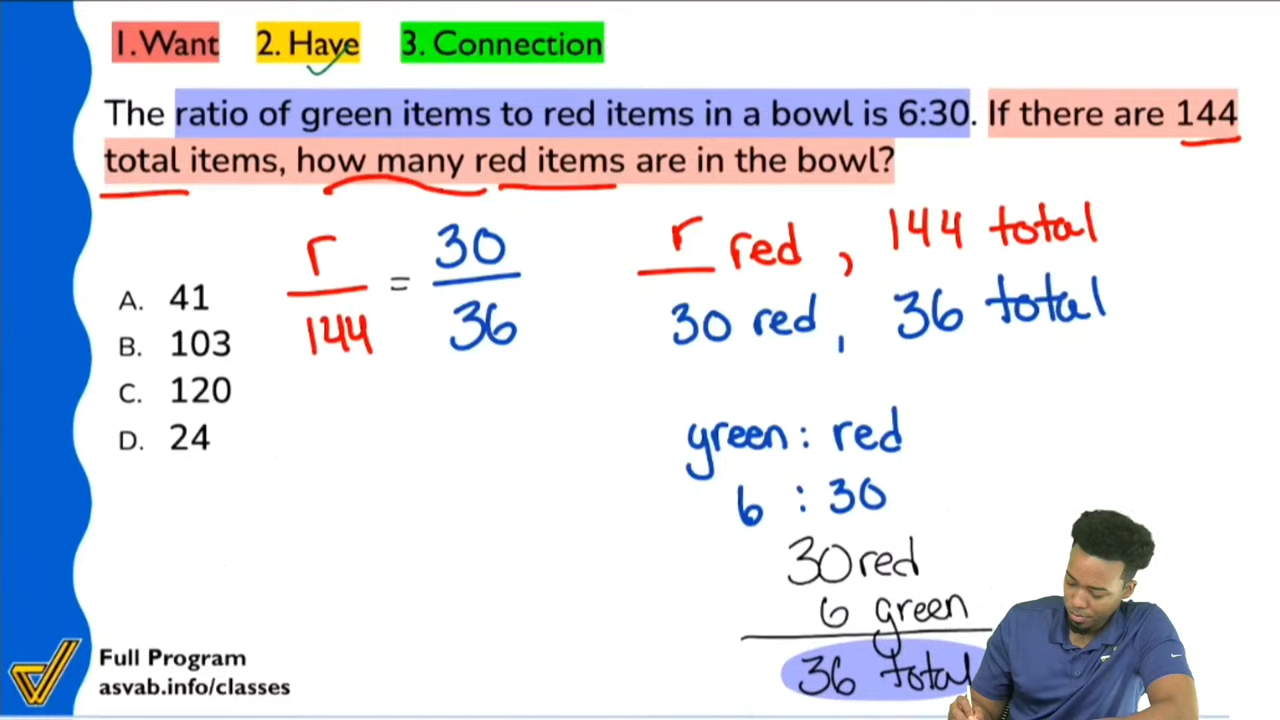 1. Want 2. Have 3. Connection
The ratio of green items to red items in a bowl is 6:30. If there are 144
total items, how many red items are in the bowl?
r/144 = 30/36
r red, 144 total
30 red, 36 total
A. 41
B. 103
C. 120
D. 24
green: red
6 : 30
30 red
6 green
36 total
Full Program
asvab.info/classes